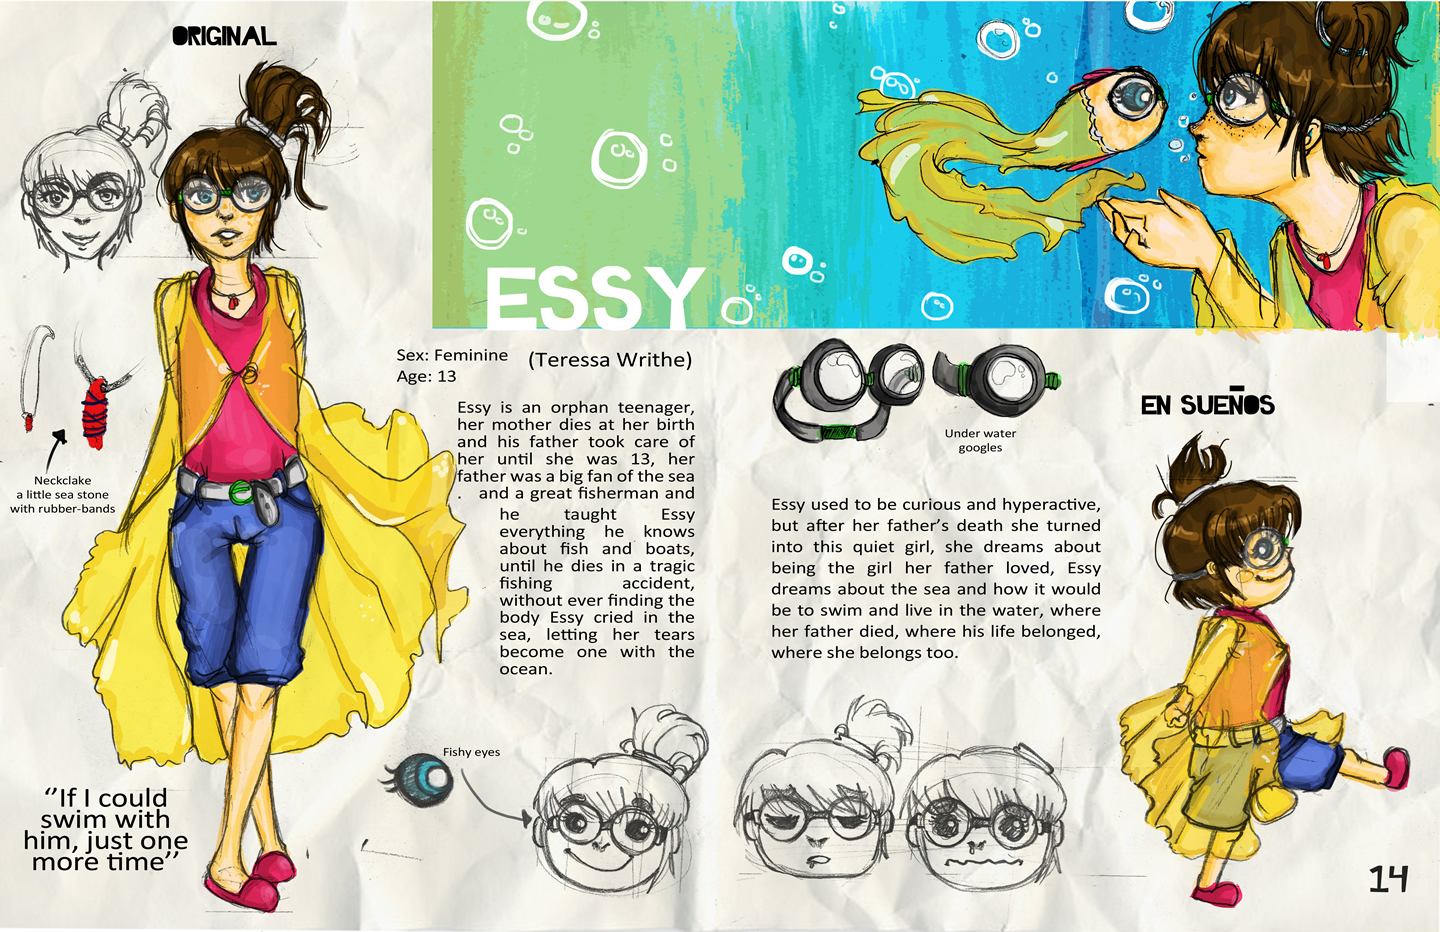 ORIGINAL
ESSY
Sex: Feminine
(Teressa Writhe)
Age: 13
Essy is an orphan teenager,
her mother dies at her birth
and his father took care of
her until she was 13, her
father was a big fan of the sea
. and a great fisherman and
he taught Essy
everything he knows
about fish and boats,
until he dies in a tragic
fishing accident,
without ever finding the
body Essy cried in the
sea, letting her tears
become one with the
ocean.
Neckclake
a little sea stone
with rubber-bands
Fishy eyes
"If I could
swim with
him, just one
more time"
Under water
googles
Essy used to be curious and hyperactive,
but after her father's death she turned
into this quiet girl, she dreams about
being the girl her father loved, Essy
dreams about the sea and how it would
be to swim and live in the water, where
her father died, where his life belonged,
where she belongs too.
EN SUEÑOS
14